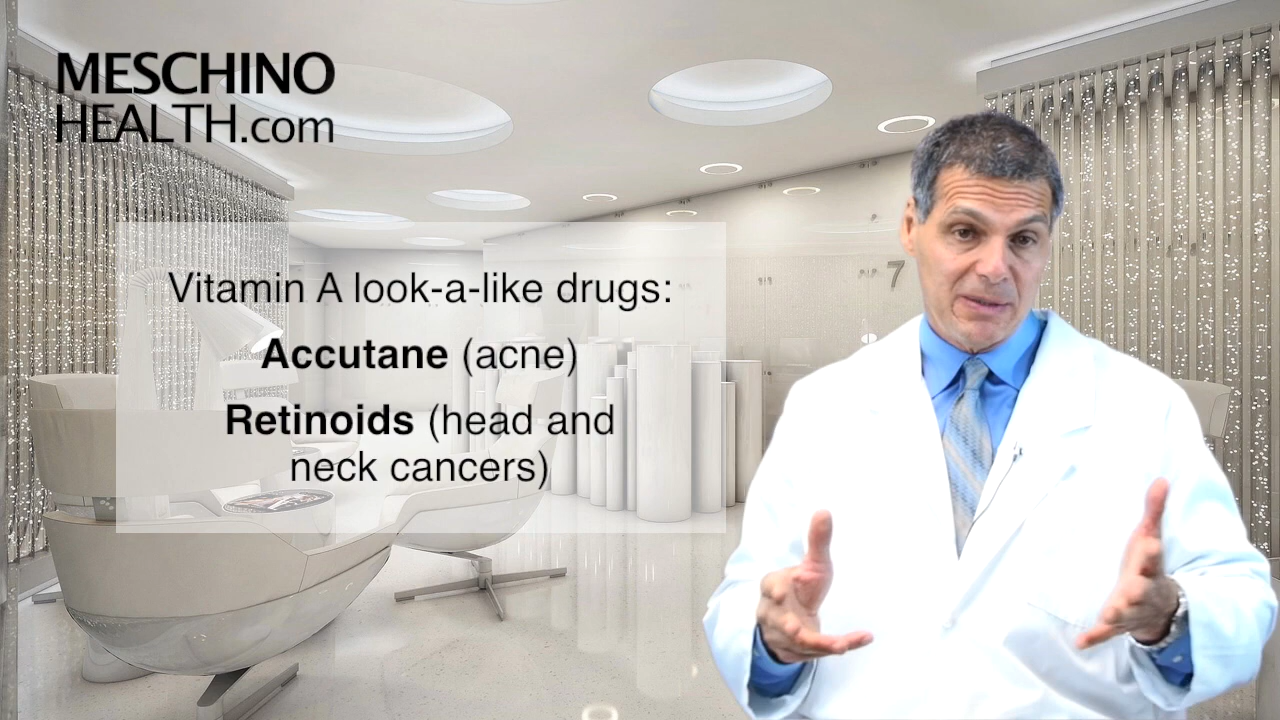 MESCHINO
HEALTH.com
7
Vitamin A look-a-like drugs:
Accutane (acne)
Retinoids (head and
neck cancers)